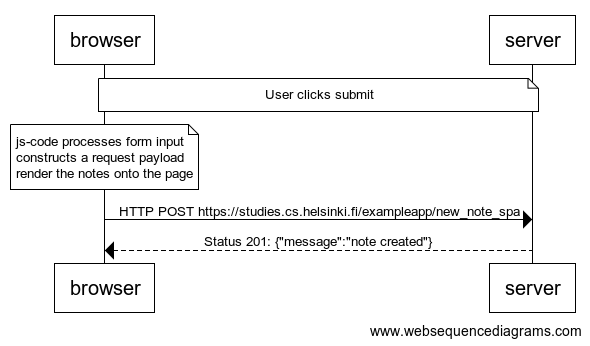 browser
server
User clicks submit
js-code processes form input
constructs a request payload
render the notes onto the page
HTTP POST https://studies.cs.helsinki.fi/exampleapp/new_note_spa
Status 201: {"message":"note created"}
browser
server
www.websequencediagrams.com